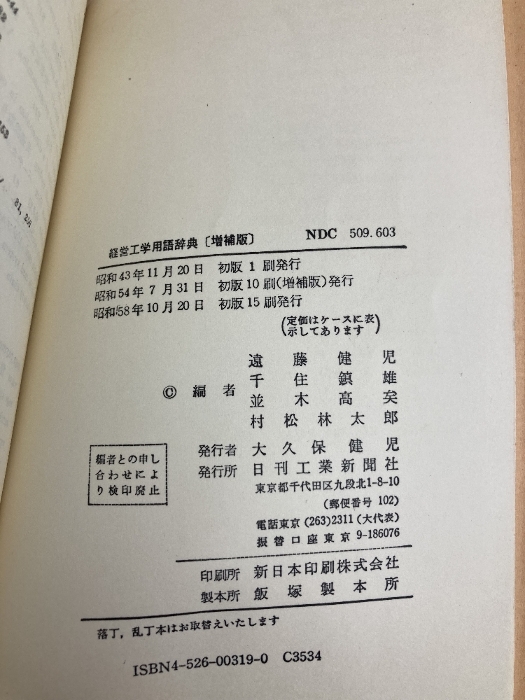 経営工学用語辞典〔増補版〕 NDC 509.603
昭和43年11月20日 初版 1 刷発行
昭和54年 7月31日 初版10刷(増補版)発行
昭和58年10月20日 初版15刷発行
(定価はケースに表
示してあります)
遠藤健児
千住鎮雄
© 編者
並木高矣
村松林太郎
編者との申し
合わせによ
り検印廃止
発行者 大久保健児
発行所 日刊工業新聞社
東京都千代田区九段北1-8-10
(郵便番号 102)
電話東京 (263)2311 (大代表)
振替口座東京 9-186076
印刷所 新日本印刷株式会社
製本所 飯塚製本所
落丁,乱丁本はお取替えいたします
ISBN4-526-00319-0 C3534